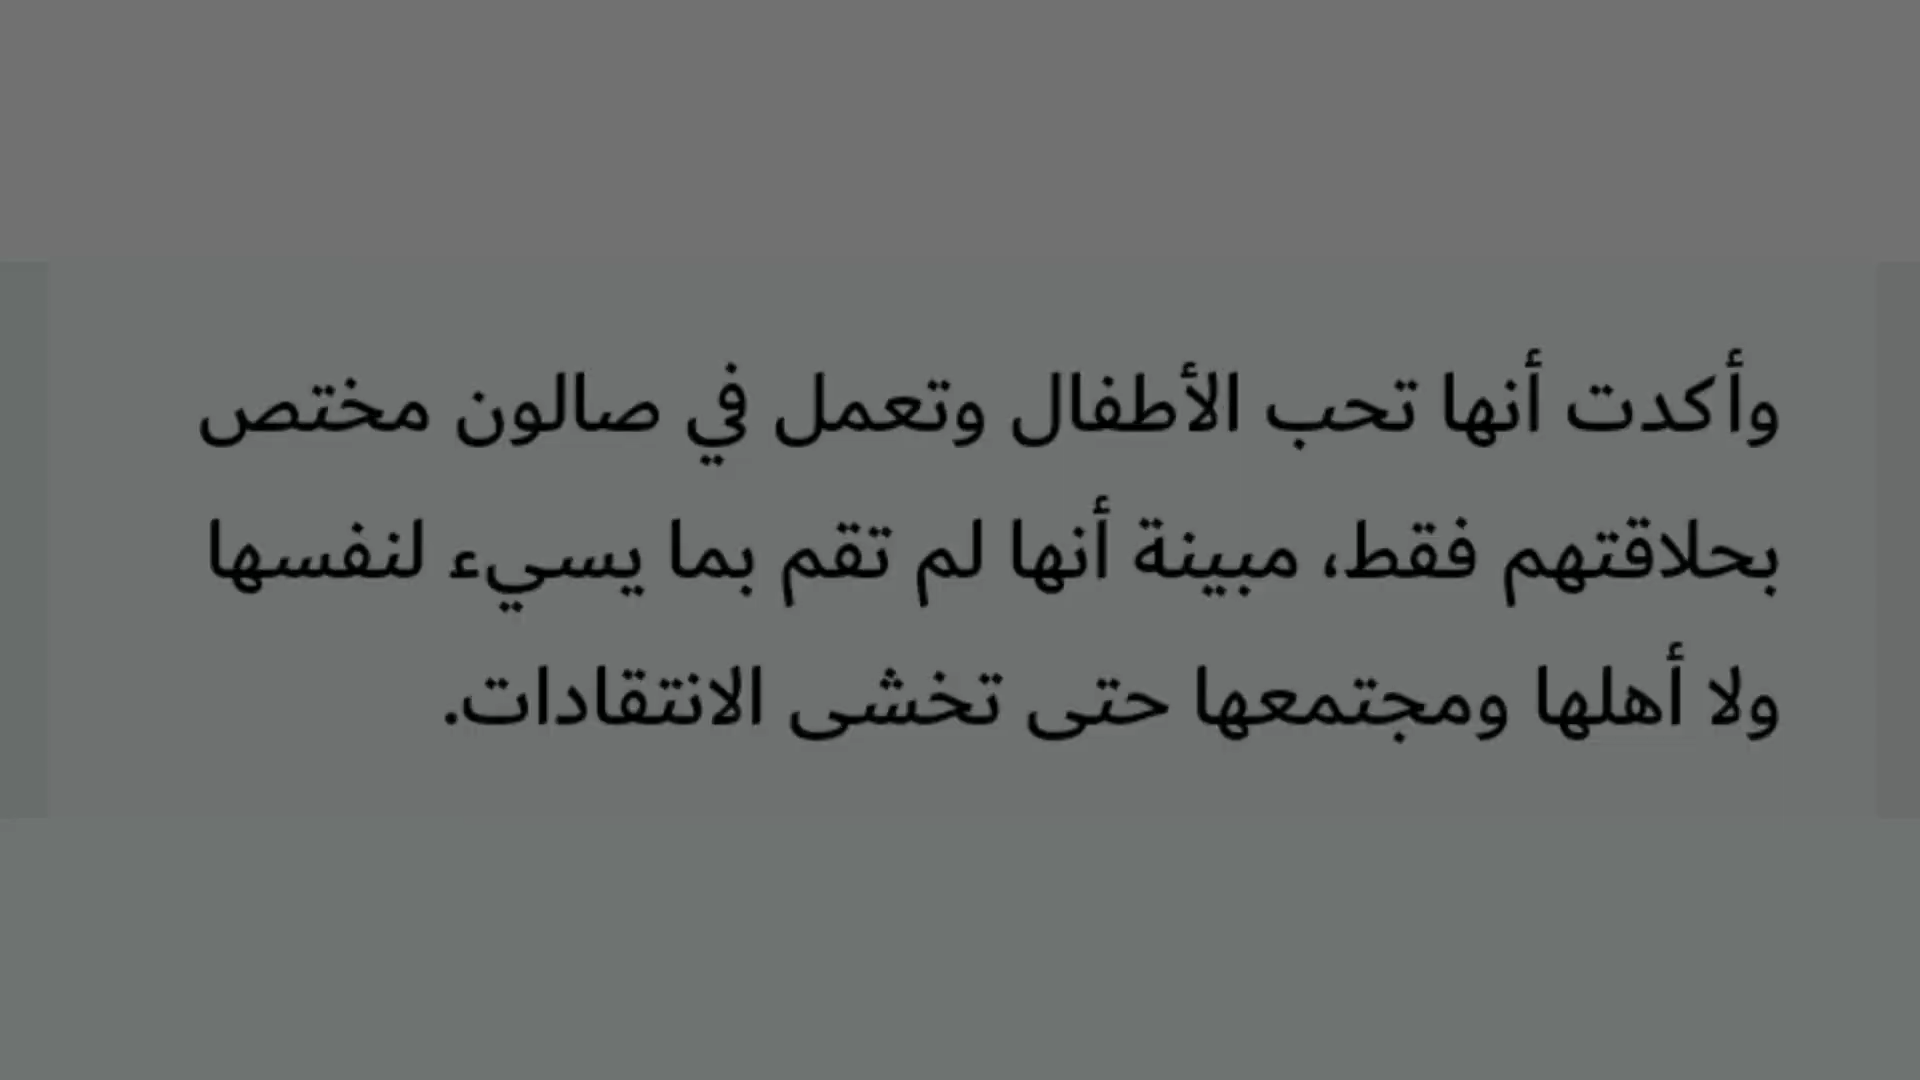 وأكدت أنها تحب الأطفال وتعمل في صالون مختص
بحلاقتهم فقط، مبينة أنها لم تقم بما يسيء لنفسها
ولا أهلها ومجتمعها حتى تخشى الانتقادات.